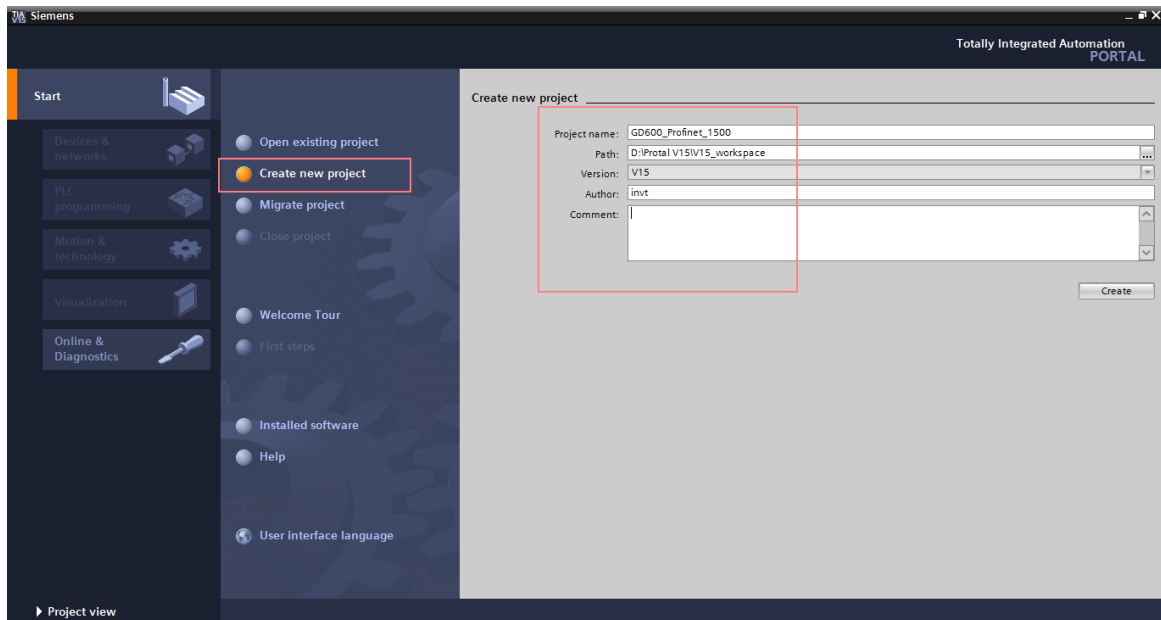 TIA
V15 Siemens
Totally Integrated Automation
PORTAL
Start
Devices &
networks
PLC
programming
Motion &
technology
Visualization
Online &
Diagnostics
Open existing project
Create new project
Migrate project
Close project
Welcome Tour
First steps
Installed software
Help
User interface language
Create new project
Project name: GD600_Profinet_1500
Path: D:\Protal V15\V15_workspace
...
Version: V15
Author: invt
Comment:
Create
Project view